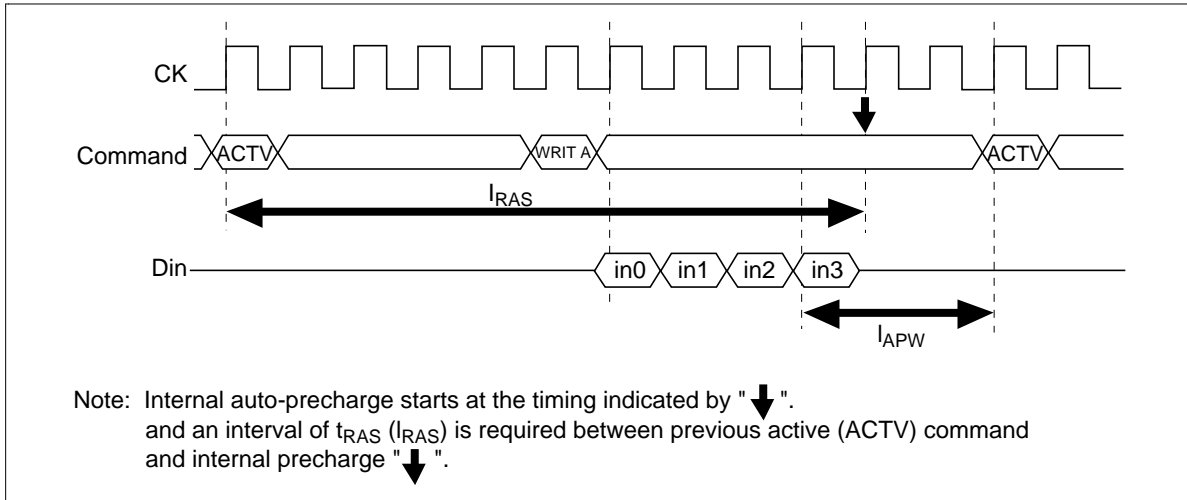 CK
Command
ACTV
WRIT A
ACTV
lRAS
Din
in0
in1
in2
in3
lAPW
Note: Internal auto-precharge starts at the timing indicated by " ".
and an interval of tRAS (lRAS) is required between previous active (ACTV) command
and internal precharge " ".